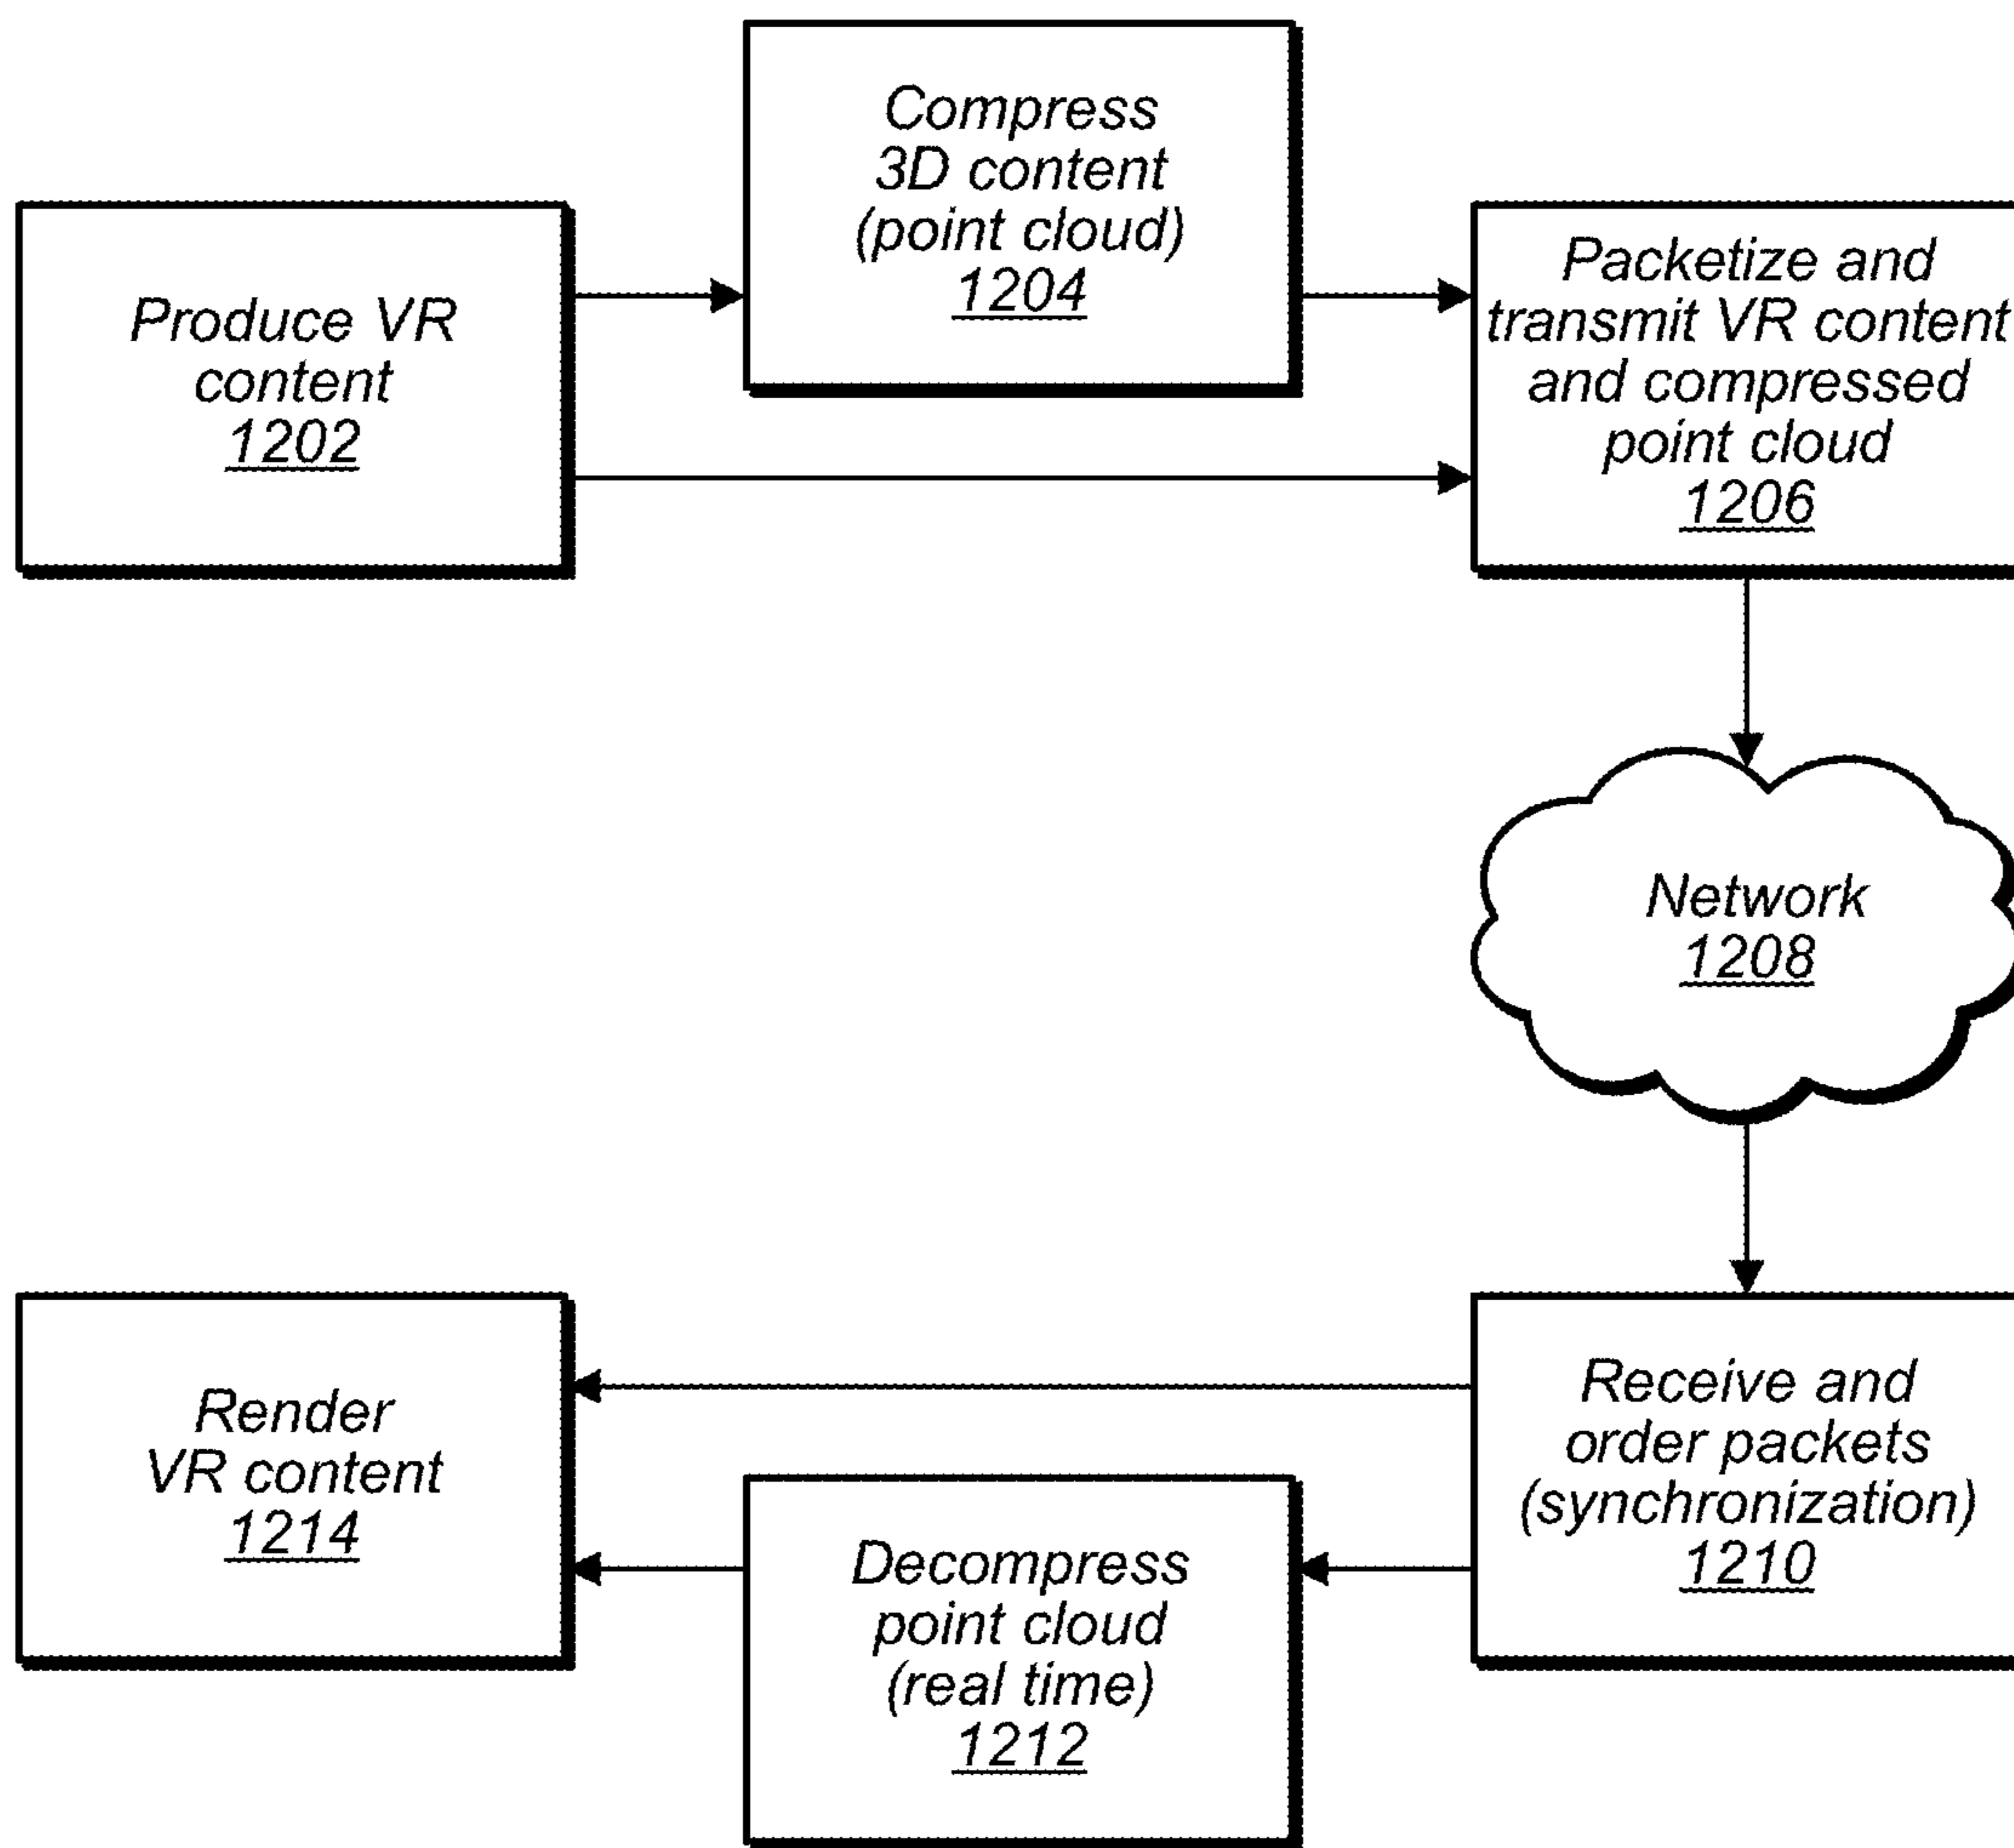 Compress
3D content
(point cloud)
1204
Produce VR
content
1202
Packetize and
transmit VR content
and compressed
point cloud
1206
Network
1208
Render
VR content
1214
Decompress
point cloud
(real time)
1212
Receive and
order packets
(synchronization)
1210